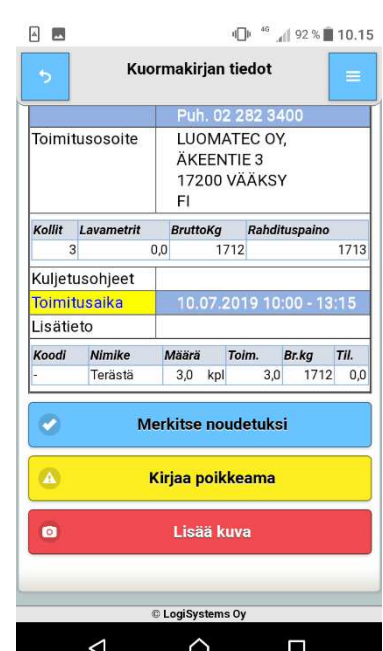 4G 92 % 10.15
Kuormakirjan tiedot
Puh. 02 282 3400
Toimitusosoite LUOMATEC OY,
ÄKEENTIE 3
17200 VÄÄKSY
FI
Kollit Lavametrit BruttoKg Rahdituspaino
3 0,0 1712 1713
Kuljetusohjeet
Toimitusaika 10.07.2019 10:00 - 13:15
Lisätieto
Koodi Nimike Määrä Toim. Br.kg Til.
- Terästä 3,0 kpl 3,0 1712 0,0
Merkitse noudetuksi
Kirjaa poikkeama
Lisää kuva
© LogiSystems Oy